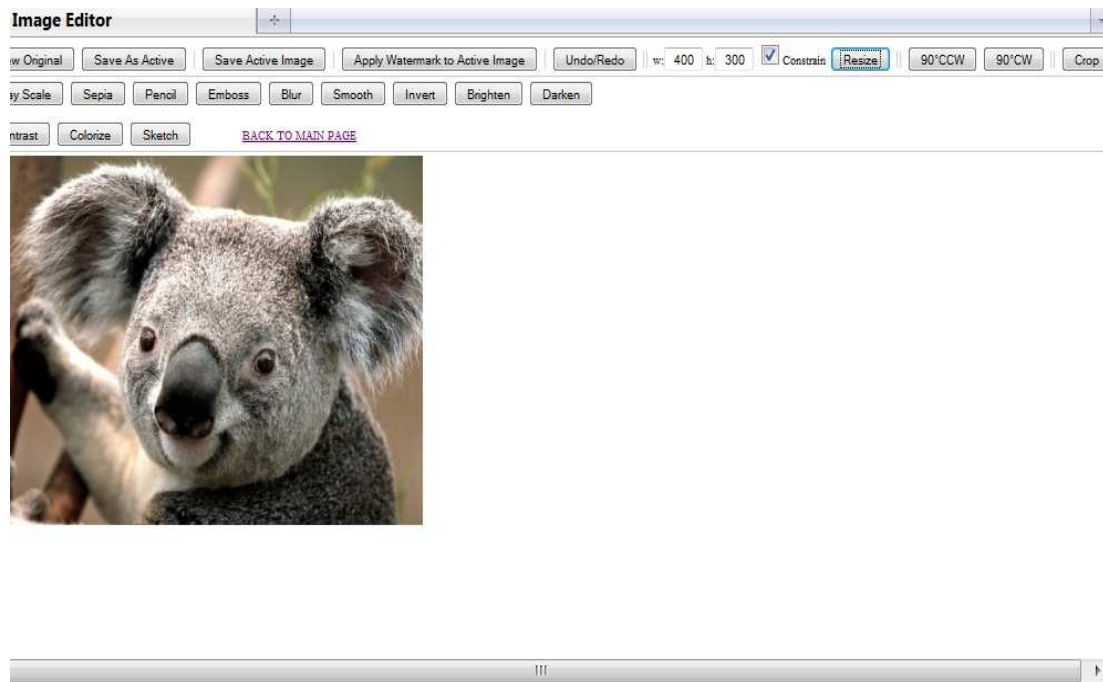 Image Editor
ew Original Save As Active Save Active Image Apply Watermark to Active Image Undo/Redo w: 400 h: 300 Constrain Resize 90°CCW 90°CW Crop
ay Scale Sepia Pencil Emboss Blur Smooth Invert Brighten Darken
ntrast Colorize Sketch BACK TO MAIN PAGE